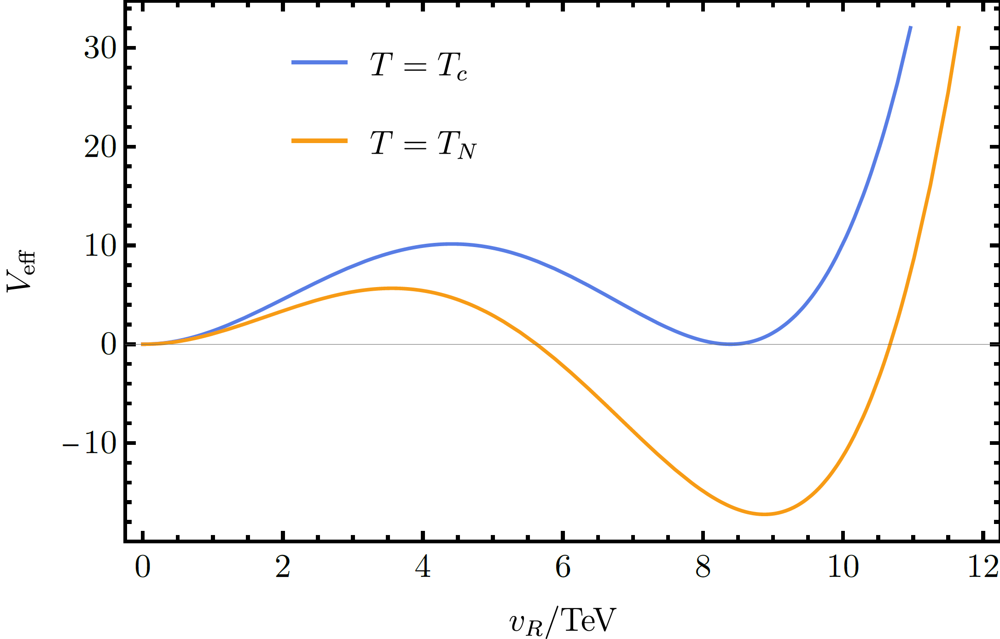 30
20
10
0
−10
V_eff
T = T_c
T = T_N
0 2 4 6 8 10 12
v_R/TeV